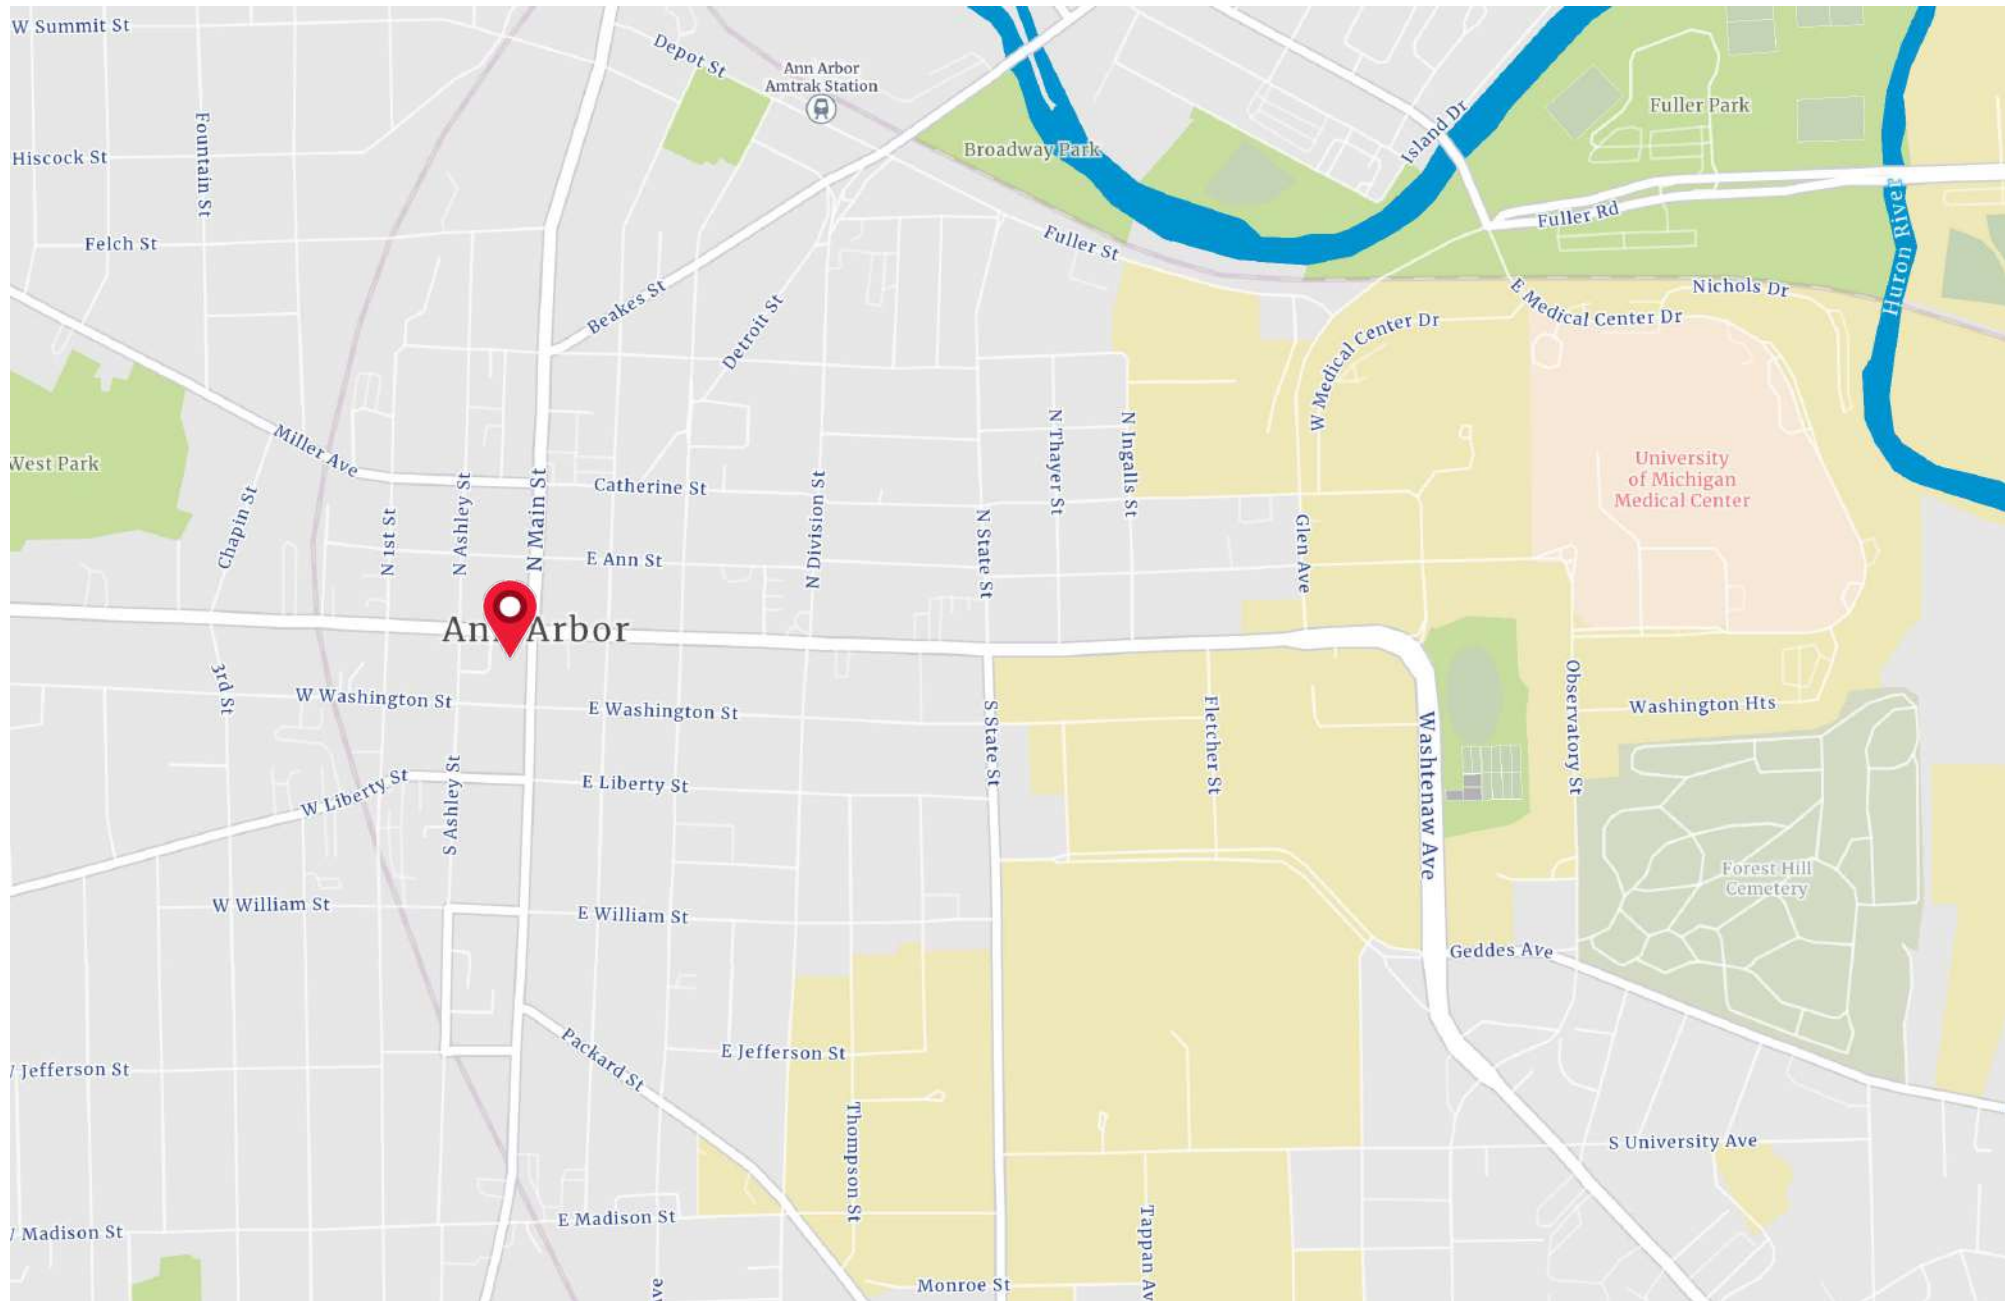 W Summit St
Depot St
Ann Arbor
Amtrak Station
Fuller Park
Island Dr
Fountain St
Hiscock St
Broadway Park
Fuller Rd
Huron River
Felch St
Fuller St
Beakes St
Detroit St
E Medical Center Dr
Nichols Dr
W Medical Center Dr
Miller Ave
West Park
Chapin St
N 1st St
N Ashley St
N Main St
Catherine St
N Division St
N State St
N Thayer St
N Ingalls St
Glen Ave
University
of Michigan
Medical Center
E Ann St
Ann Arbor
3rd St
W Washington St
E Washington St
S State St
Fletcher St
Washtenaw Ave
Observatory St
Washington Hts
W Liberty St
S Ashley St
E Liberty St
Forest Hill
Cemetery
W William St
E William St
Geddes Ave
Packard St
E Jefferson St
Jefferson St
Thompson St
S University Ave
Madison St
E Madison St
Tappan Av
Monroe St